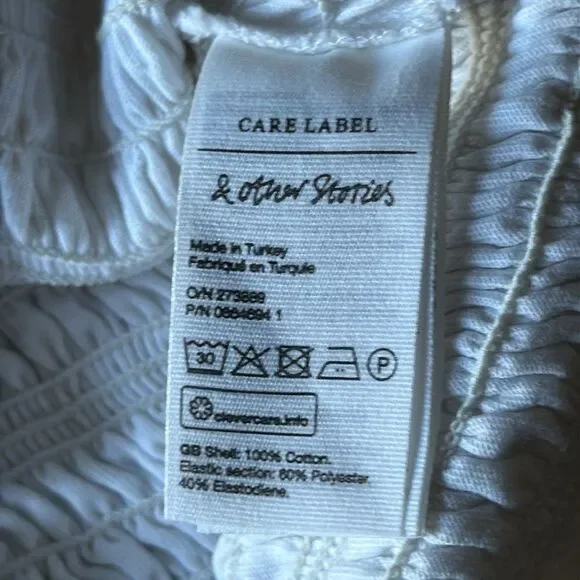 CARE LABEL
& other Stories
Made in Turkey
Fabriqué en Turquie
O/N 273889
P/N 0864694 1
30 P
clevercare.info
GB Shell: 100% Cotton.
Elastic section: 60% Polyester.
40% Elastodiene.